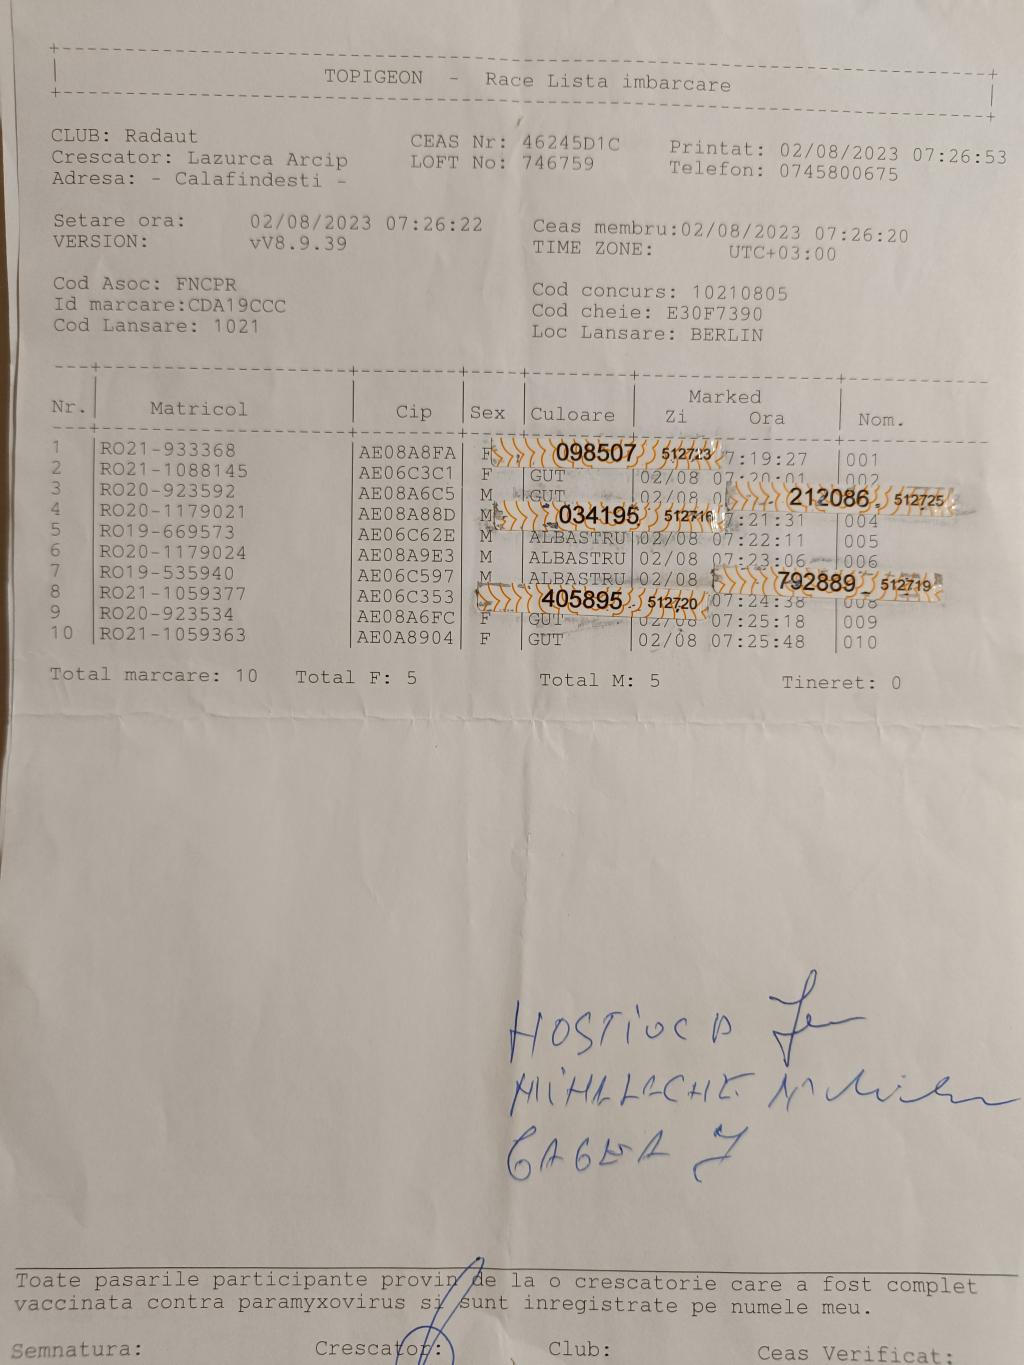 TOPIGEON - Race Lista imbarcare
CLUB: Radaut CEAS Nr: 46245D1C Printat: 02/08/2023 07:26:53
Crescator: Lazurca Arcip LOFT No: 746759 Telefon: 0745800675
Adresa: - Calafindesti -
Setare ora: 02/08/2023 07:26:22 Ceas membru:02/08/2023 07:26:20
VERSION: vV8.9.39 TIME ZONE: UTC+03:00
Cod Asoc: FNCPR Cod concurs: 10210805
Id marcare:CDA19CCC Cod cheie: E30F7390
Cod Lansare: 1021 Loc Lansare: BERLIN
Marked
Nr. Matricol Cip Sex Culoare Zi Ora Nom.
1 RO21-933368 AE08A8FA F 098507 512723 7:19:27 001
2 RO21-1088145 AE06C3C1 F GUT 02/08 07:20:01 002
3 RO20-923592 AE08A6C5 M GUT 02/08 212086 512725
4 RO20-1179021 AE08A88D M 034195 512716 7:21:31 004
5 RO19-669573 AE06C62E M ALBASTRU 02/08 07:22:11 005
6 RO20-1179024 AE08A9E3 M ALBASTRU 02/08 07:23:06 006
7 RO19-535940 AE06C597 M ALBASTRU 02/08 792889 512719
8 RO21-1059377 AE06C353 405895 512720 07:24:38 008
9 RO20-923534 AE08A6FC F GUT 02/08 07:25:18 009
10 RO21-1059363 AE0A8904 F GUT 02/08 07:25:48 010
Total marcare: 10 Total F: 5 Total M: 5 Tineret: 0
HOSTIUC D
MIHALACHE
GAGEA J
Toate pasarile participante provin de la o crescatorie care a fost complet
vaccinata contra paramyxovirus si sunt inregistrate pe numele meu.
Semnatura: Crescator: Club: Ceas Verificat: